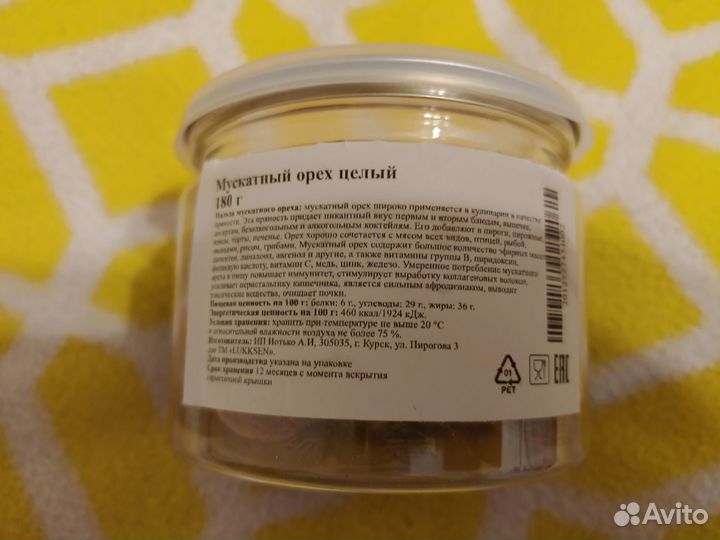 Мускатный орех целый
180 г
Польза мускатного ореха: мускатный орех широко применяется в кулинарии в качестве
пряности. Эта пряность придает пикантный вкус первым и вторым блюдам, выпечке,
десертам, безалкогольным и алкогольным коктейлям. Его добавляют в пироги, пирожные,
кексы, торты, печенье. Орех хорошо сочетается с мясом всех видов, птицей, рыбой,
овощами, рисом, грибами. Мускатный орех содержит большое количество эфирных масел
линалоол, авгенол и другие, а также витамины группы В, пиридоксин,
фолиевую кислоту, витамин С, медь, цинк, железо. Умеренное потребление мускатного
ореха в пищу повышает иммунитет, стимулирует выработку коллагеновых волокон,
усиливает перистальтику кишечника, является сильным афродизиаком, выводит
токсические вещества, очищает почки.
Пищевая ценность на 100 г: белки: 6 г., углеводы: 29 г., жиры: 36 г.
Энергетическая ценность на 100 г: 460 ккал/1924 кДж.
Условия хранения: хранить при температуре не выше 20 °С
и относительной влажности воздуха не более 75 %.
Изготовитель: ИП Иотько А.И, 305035, г. Курск, ул. Пирогова 3
для ТМ «LUKKSEN».
Дата производства указана на упаковке
Срок хранения 12 месяцев с момента вскрытия
герметичной крышки
01
PET
EAC
Avito